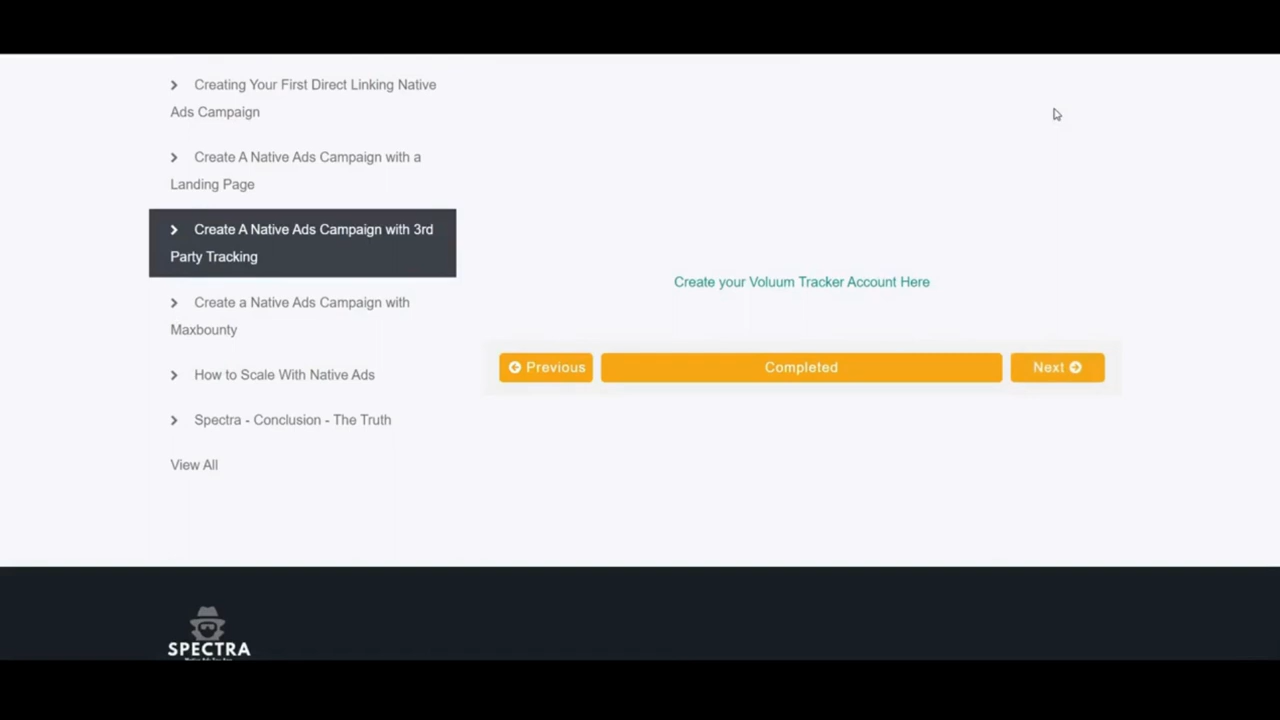 Creating Your First Direct Linking Native
Ads Campaign
Create A Native Ads Campaign with a
Landing Page
Create A Native Ads Campaign with 3rd
Party Tracking
Create a Native Ads Campaign with
Maxbounty
How to Scale With Native Ads
Spectra - Conclusion - The Truth
View All
Create your Voluum Tracker Account Here
Previous
Completed
Next
SPECTRA